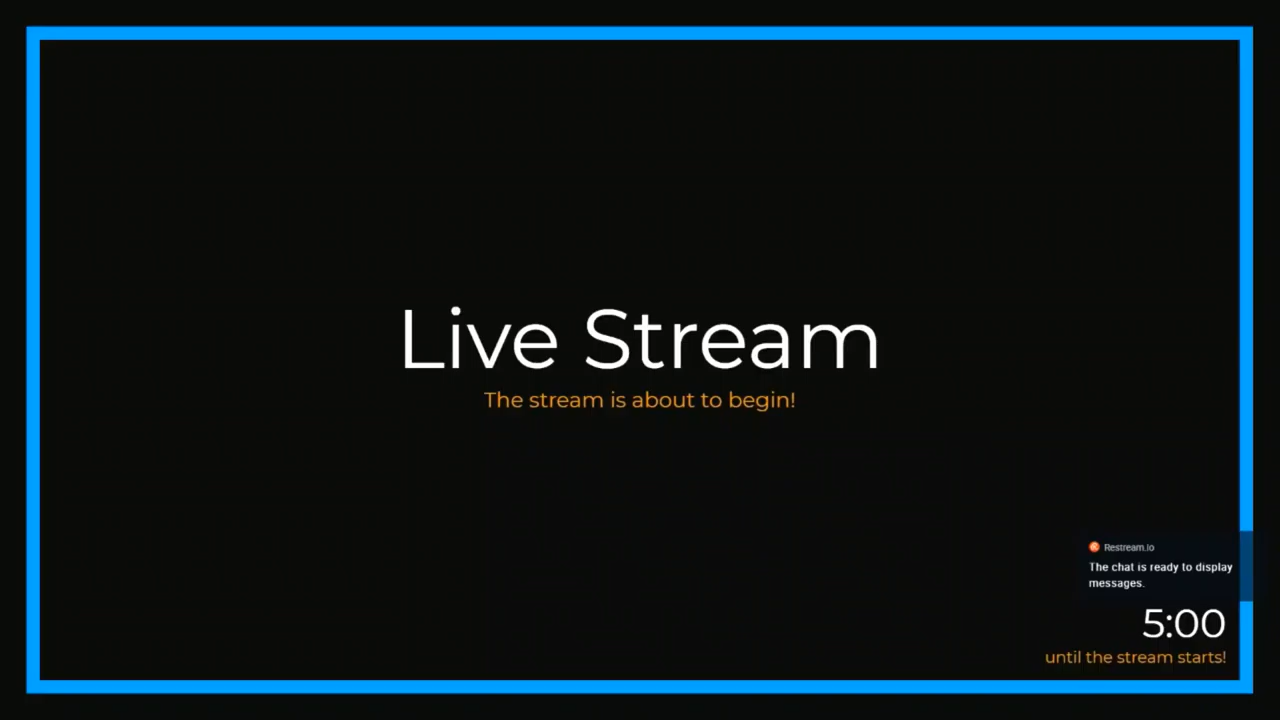 Live Stream
The stream is about to begin!
Restream.io
The chat is ready to display
messages.
5:00
until the stream starts!